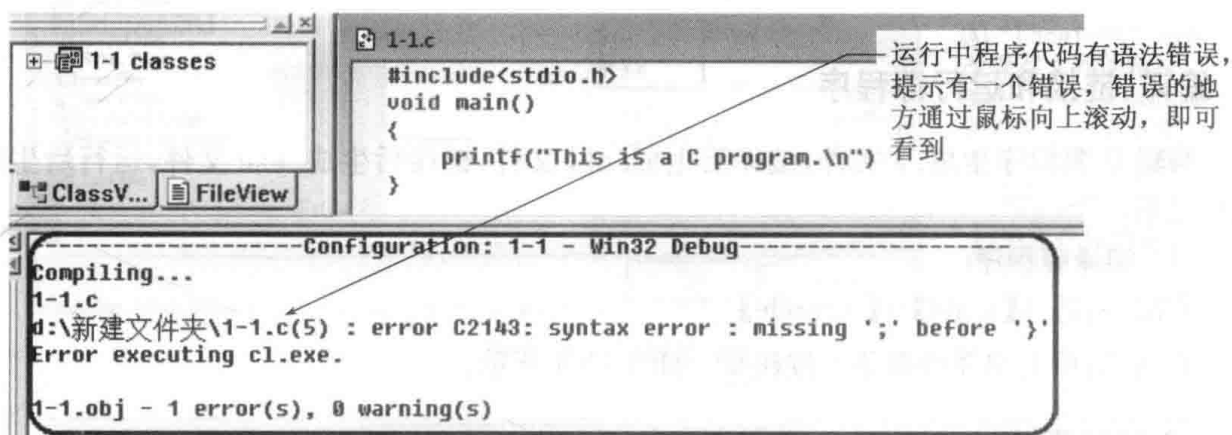 1-1 classes
ClassV...
FileView
1-1.c
#include<stdio.h>
void main()
{
printf("This is a C program.\n")
}
运行中程序代码有语法错误,
提示有一个错误，错误的地
方通过鼠标向上滚动，即可
看到
--------------------Configuration: 1-1 - Win32 Debug--------------------
Compiling...
1-1.c
d:\新建文件夹\1-1.c(5) : error C2143: syntax error : missing ';' before '}'
Error executing cl.exe.
1-1.obj - 1 error(s), 0 warning(s)